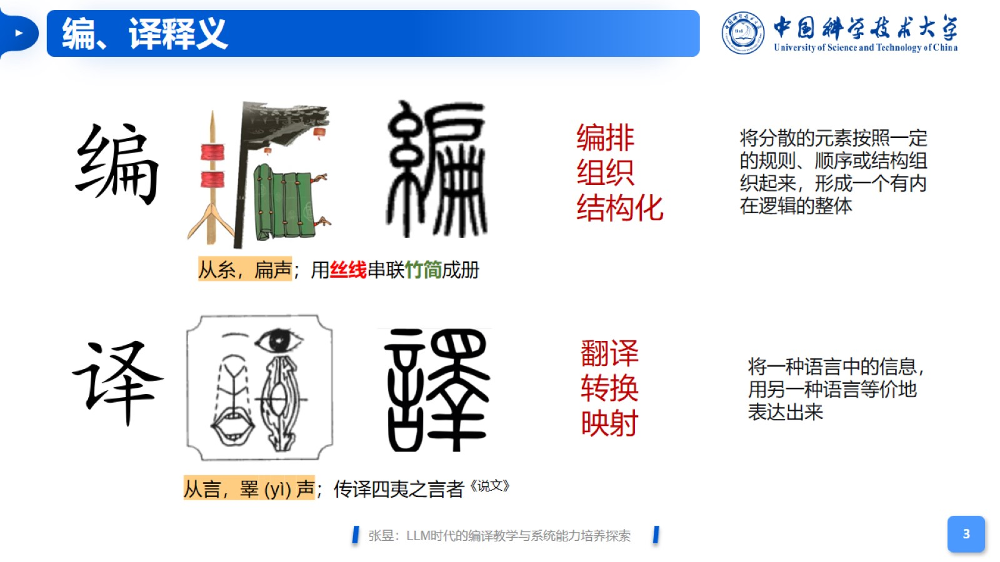 编、译释义
中国科学技术大学
University of Science and Technology of China
编
編
编排
组织
结构化
将分散的元素按照一定
的规则、顺序或结构组
织起来，形成一个有内
在逻辑的整体
从糸，扁声；用丝线串联竹简成册
译
譯
翻译
转换
映射
将一种语言中的信息，
用另一种语言等价地
表达出来
从言，睪 (yì) 声；传译四夷之言者《说文》
张昱：LLM时代的编译教学与系统能力培养探索
3